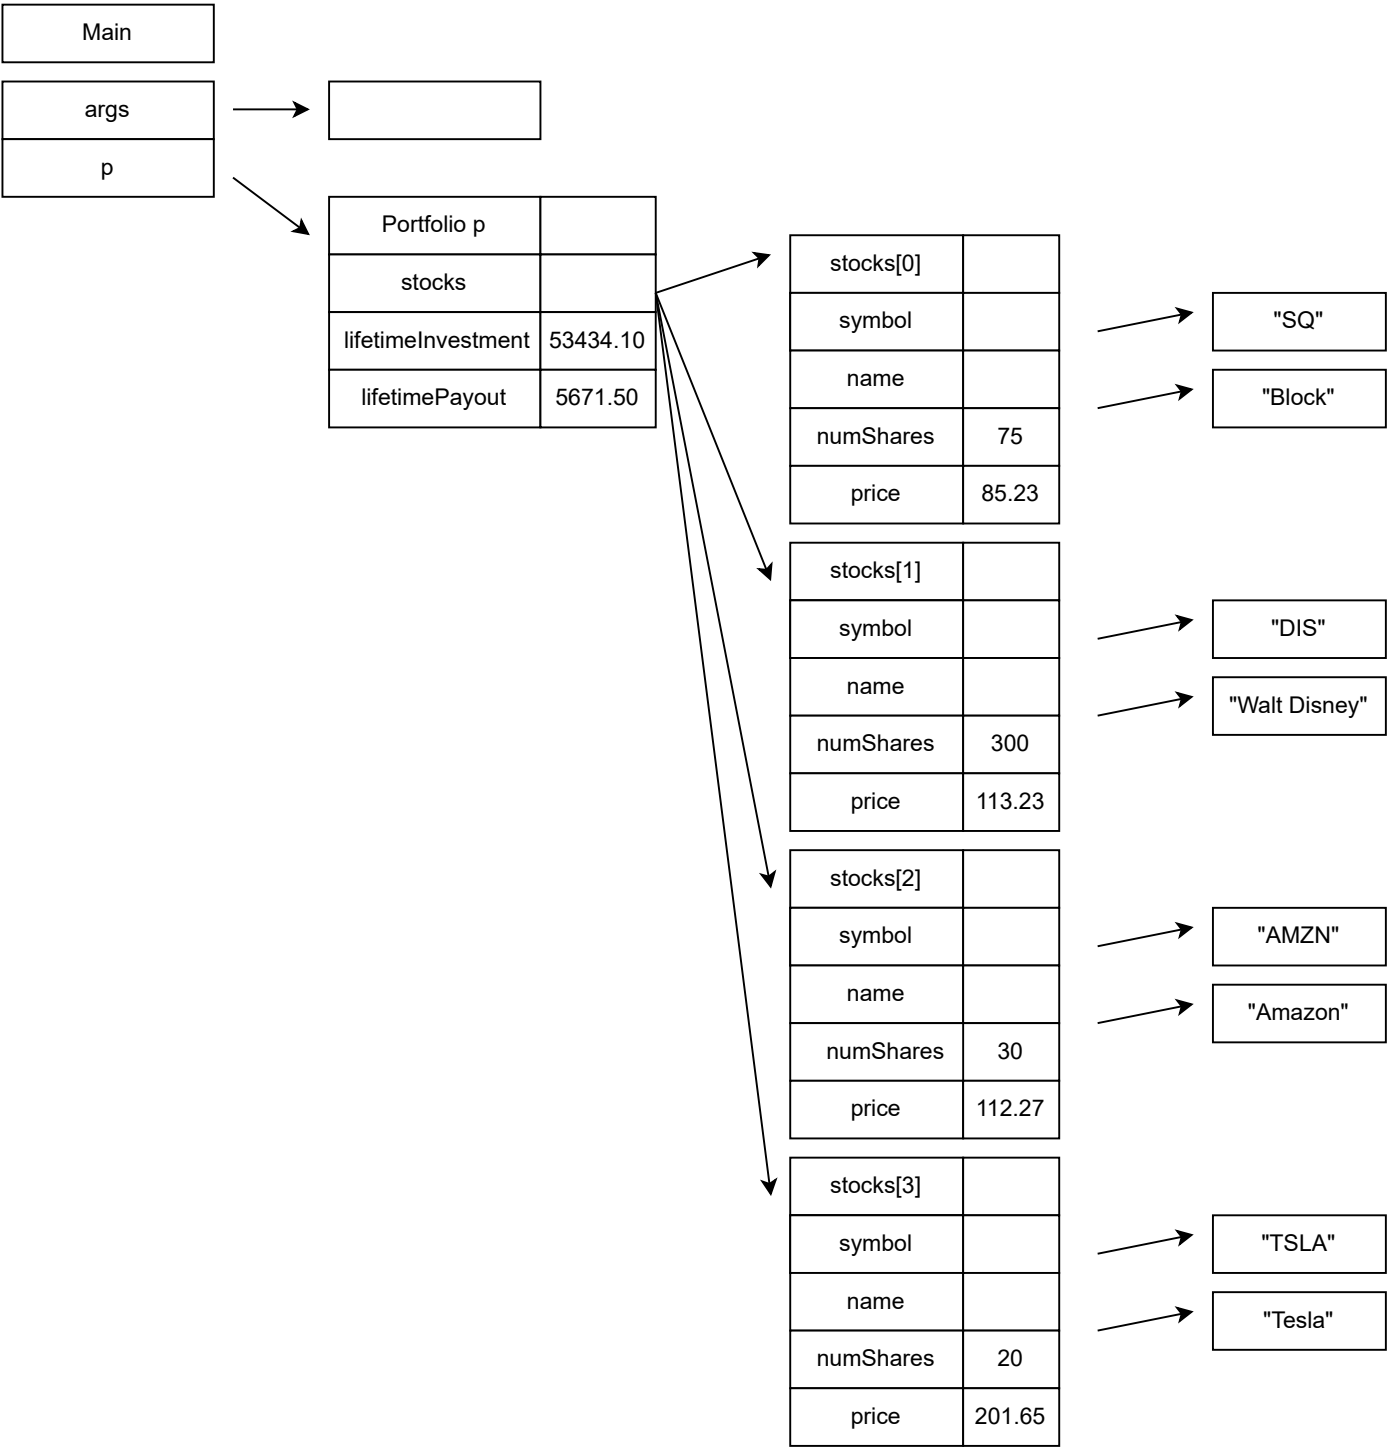 Main
args
p
Portfolio p
stocks
lifetimeInvestment 53434.10
lifetimePayout 5671.50
stocks[0]
symbol
name
numShares 75
price 85.23
"SQ"
"Block"
stocks[1]
symbol
name
numShares 300
price 113.23
"DIS"
"Walt Disney"
stocks[2]
symbol
name
numShares 30
price 112.27
"AMZN"
"Amazon"
stocks[3]
symbol
name
numShares 20
price 201.65
"TSLA"
"Tesla"